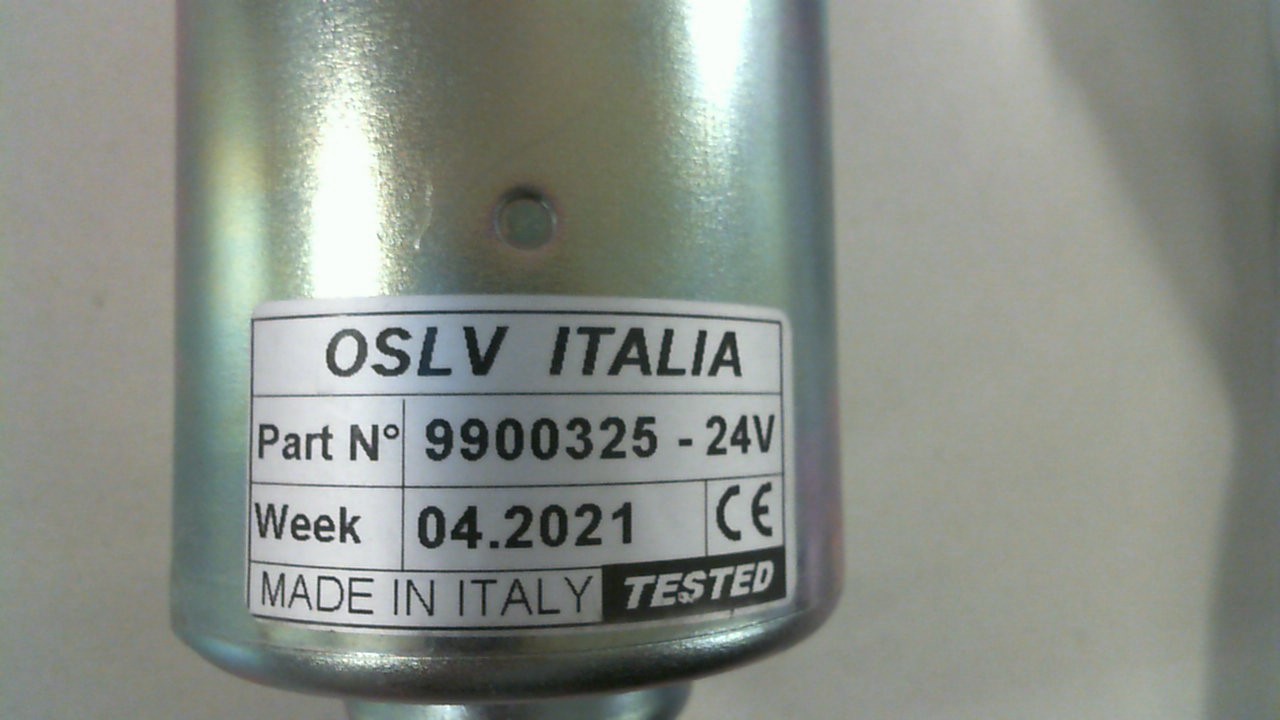 OSLV ITALIA
Part N° 9900325 - 24V
Week 04.2021 CE
MADE IN ITALY TESTED